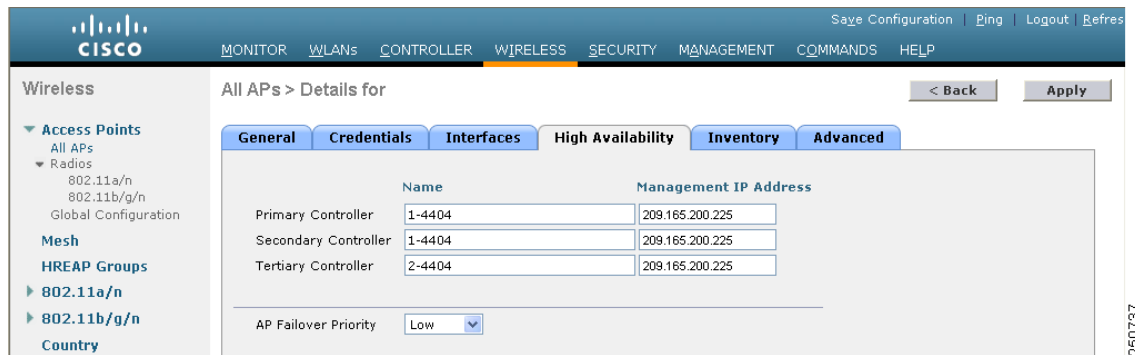 Save Configuration | Ping | Logout | Refres
CISCO
MONITOR WLANs CONTROLLER WIRELESS SECURITY MANAGEMENT COMMANDS HELP
Wireless
Access Points
All APs
Radios
802.11a/n
802.11b/g/n
Global Configuration
Mesh
HREAP Groups
802.11a/n
802.11b/g/n
Country
All APs > Details for
< Back Apply
General Credentials Interfaces High Availability Inventory Advanced
Name Management IP Address
Primary Controller 1-4404 209.165.200.225
Secondary Controller 1-4404 209.165.200.225
Tertiary Controller 2-4404 209.165.200.225
AP Failover Priority Low